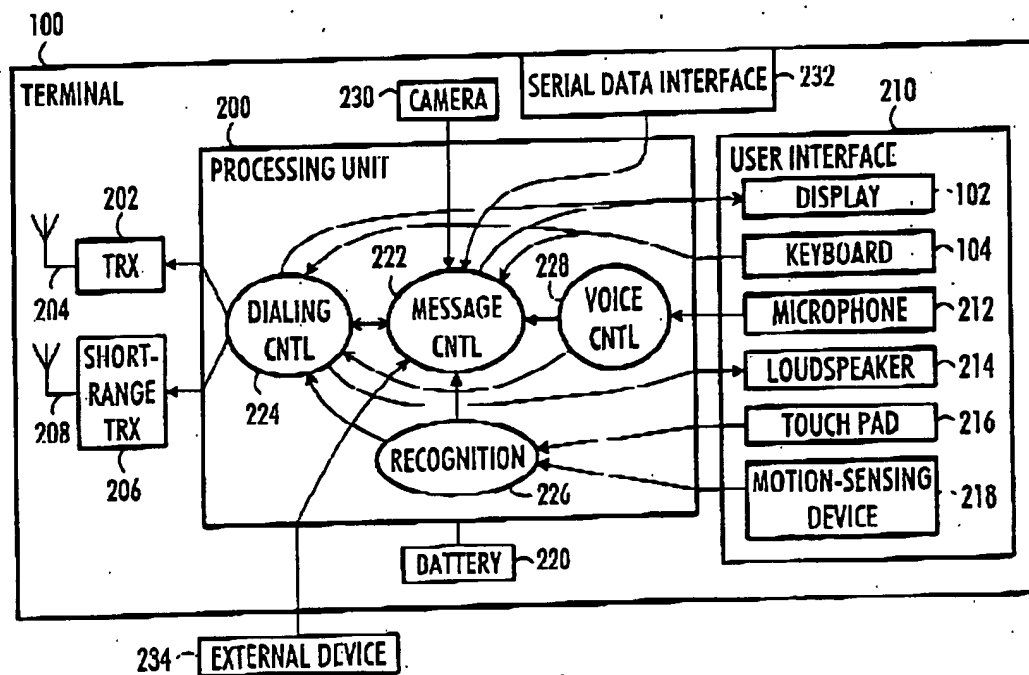 100
TERMINAL
230
CAMERA
SERIAL DATA INTERFACE
232
200
PROCESSING UNIT
210
USER INTERFACE
DISPLAY
102
KEYBOARD
104
MICROPHONE
212
LOUDSPEAKER
214
TOUCH PAD
216
MOTION-SENSING
DEVICE
218
202
TRX
204
SHORT-
RANGE
TRX
208
206
DIALING
CNTL
224
222
MESSAGE
CNTL
228
VOICE
CNTL
RECOGNITION
226
BATTERY
220
234
EXTERNAL DEVICE